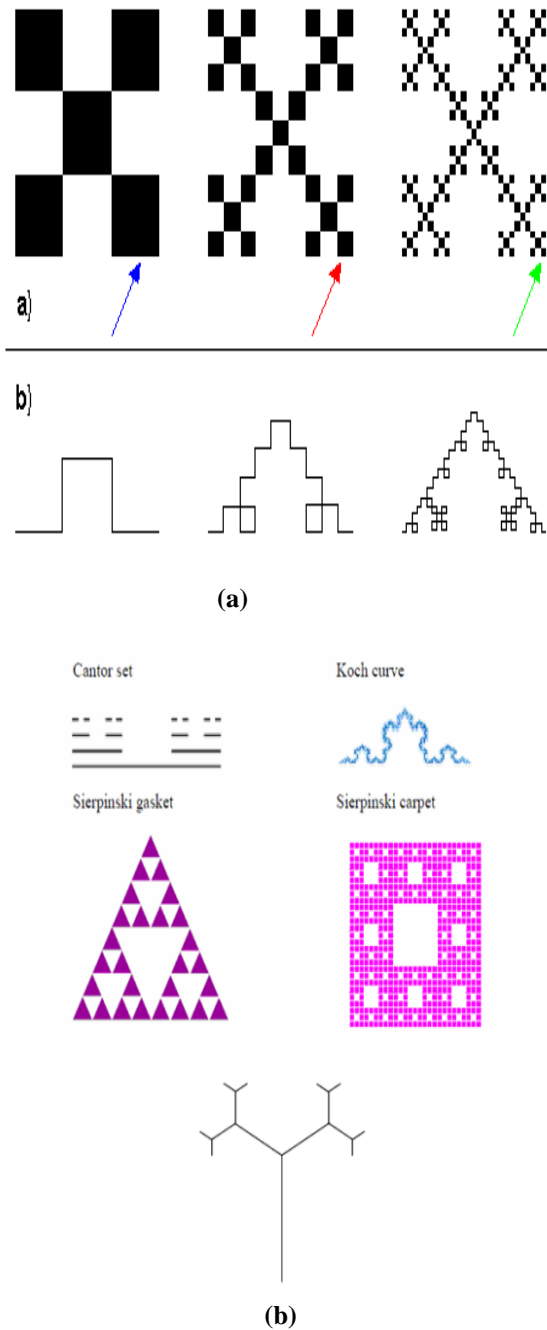 a)
b)
(a)
Cantor set
Koch curve
Sierpinski gasket
Sierpinski carpet
(b)